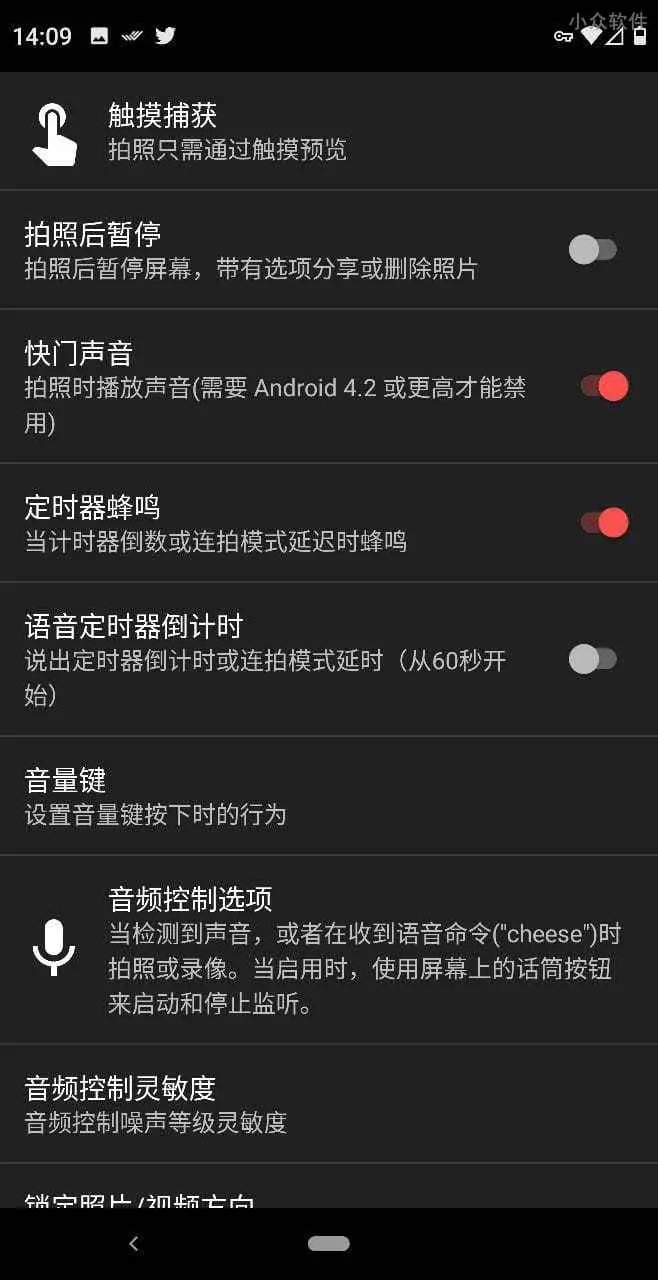 小众软件
14:09
触摸捕获
拍照只需通过触摸预览
拍照后暂停
拍照后暂停屏幕，带有选项分享或删除照片
快门声音
拍照时播放声音(需要 Android 4.2 或更高才能禁
用)
定时器蜂鸣
当计时器倒数或连拍模式延迟时蜂鸣
语音定时器倒计时
说出定时器倒计时或连拍模式延时（从60秒开
始）
音量键
设置音量键按下时的行为
音频控制选项
当检测到声音，或者在收到语音命令("cheese")时
拍照或录像。当启用时，使用屏幕上的话筒按钮
来启动和停止监听。
音频控制灵敏度
音频控制噪声等级灵敏度
锁定照片/视频方向